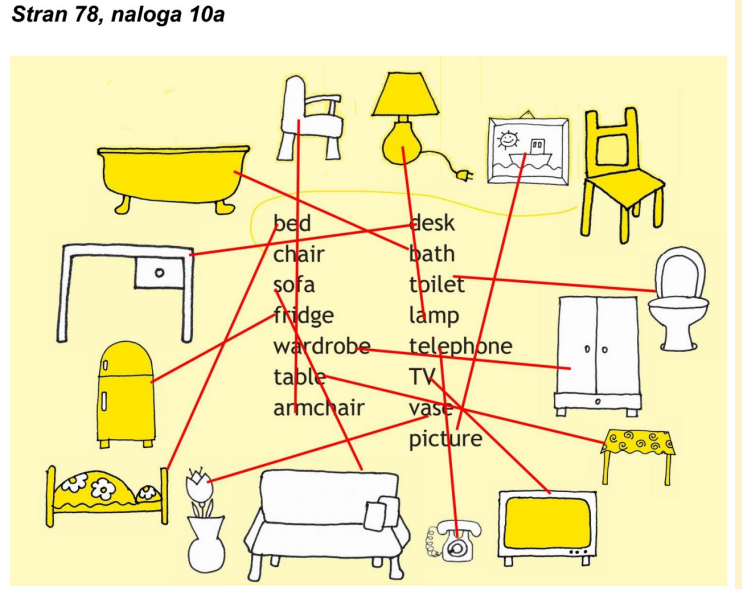 Stran 78, naloga 10a
bed
chair
sofa
fridge
wardrobe
table
armchair
desk
bath
toilet
lamp
telephone
TV
vase
picture